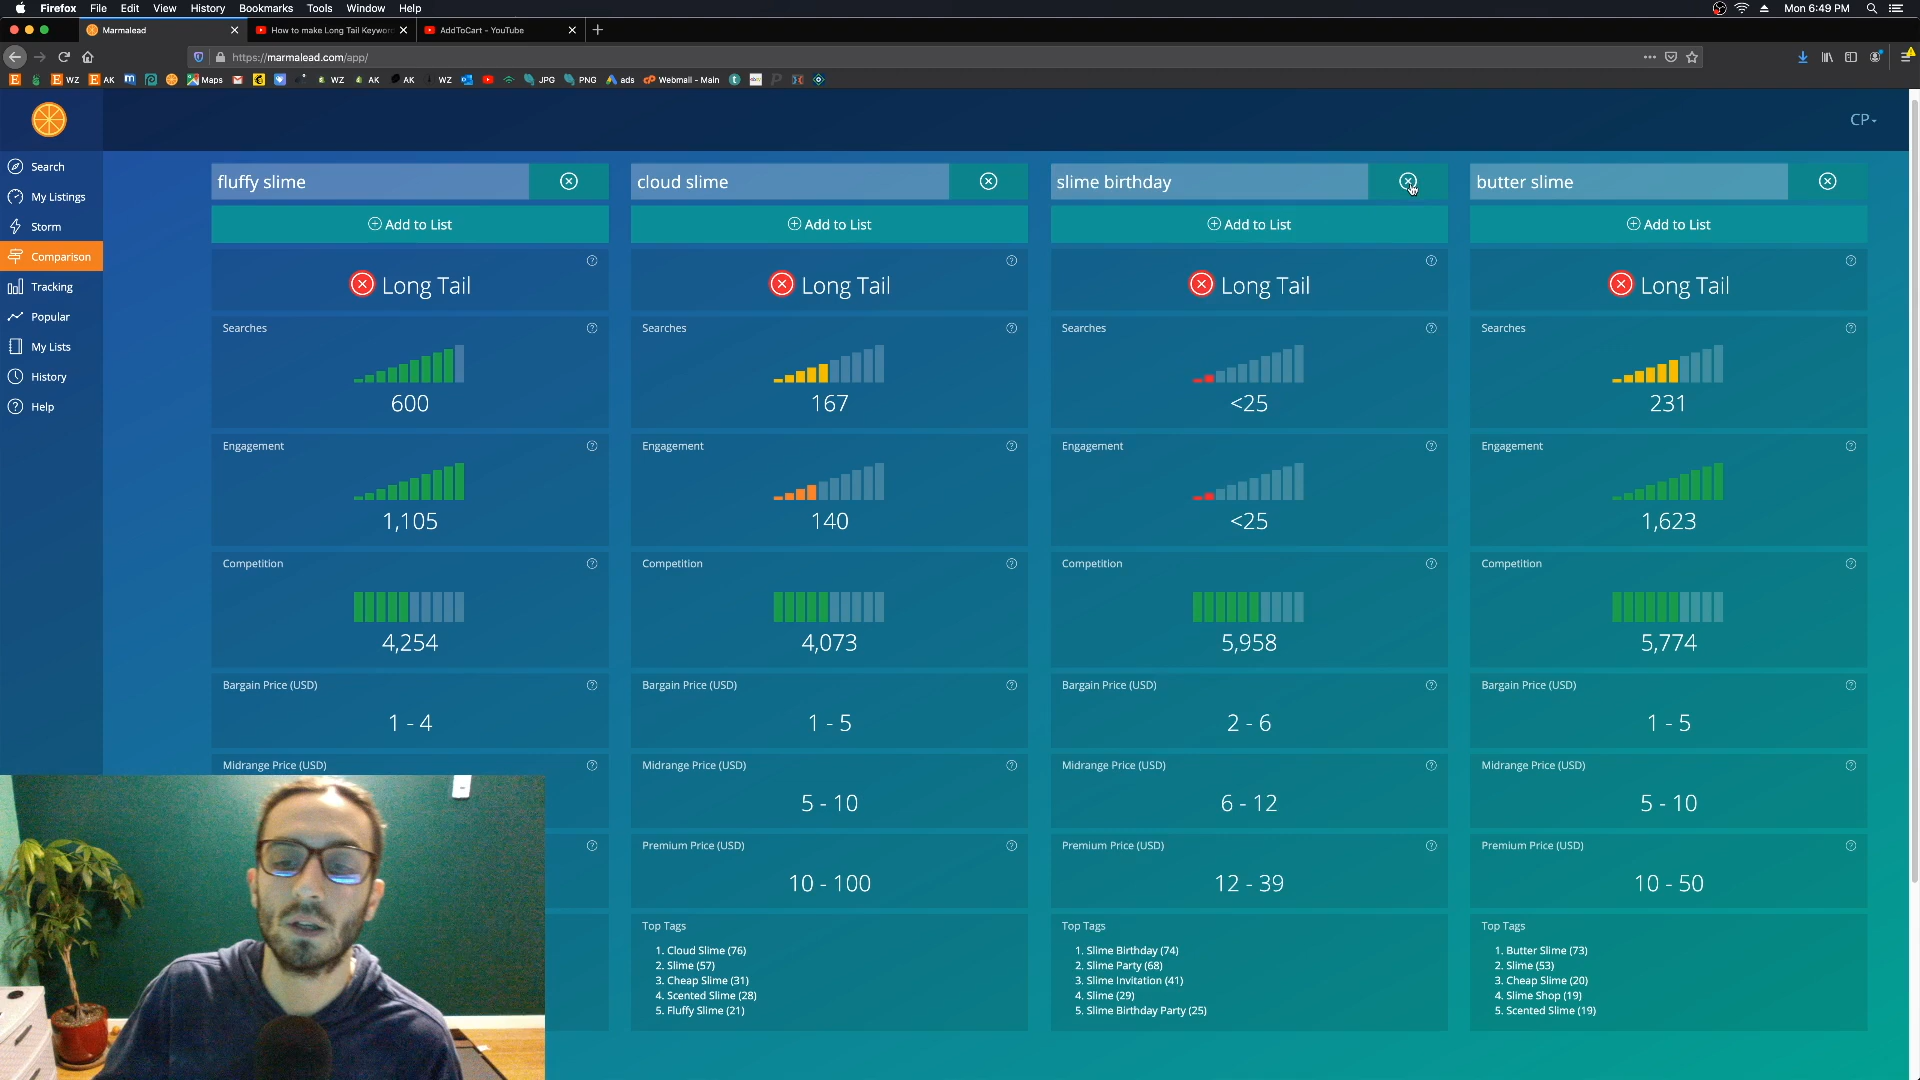 Firefox File Edit View History Bookmarks Tools Window Help Mon 6:49 PM
Marmalead How to make Long Tail Keywor AddToCart - YouTube
https://marmalead.com/app/
WZ AK Maps WZ AK AK WZ JPG PNG ads Webmail - Main
CP
Search
My Listings
Storm
Comparison
Tracking
Popular
My Lists
History
Help
fluffy slime cloud slime slime birthday butter slime
Add to List Add to List Add to List Add to List
Long Tail Long Tail Long Tail Long Tail
Searches Searches Searches Searches
600 167 <25 231
Engagement Engagement Engagement Engagement
1,105 140 <25 1,623
Competition Competition Competition Competition
4,254 4,073 5,958 5,774
Bargain Price (USD) Bargain Price (USD) Bargain Price (USD) Bargain Price (USD)
1 - 4 1 - 5 2 - 6 1 - 5
Midrange Price (USD) Midrange Price (USD) Midrange Price (USD) Midrange Price (USD)
5 - 10 6 - 12 5 - 10
Premium Price (USD) Premium Price (USD) Premium Price (USD)
10 - 100 12 - 39 10 - 50
Top Tags Top Tags Top Tags
1. Cloud Slime (76) 1. Slime Birthday (74) 1. Butter Slime (73)
2. Slime (57) 2. Slime Party (68) 2. Slime (53)
3. Cheap Slime (31) 3. Slime Invitation (41) 3. Cheap Slime (20)
4. Scented Slime (28) 4. Slime (29) 4. Slime Shop (19)
5. Fluffy Slime (21) 5. Slime Birthday Party (25) 5. Scented Slime (19)